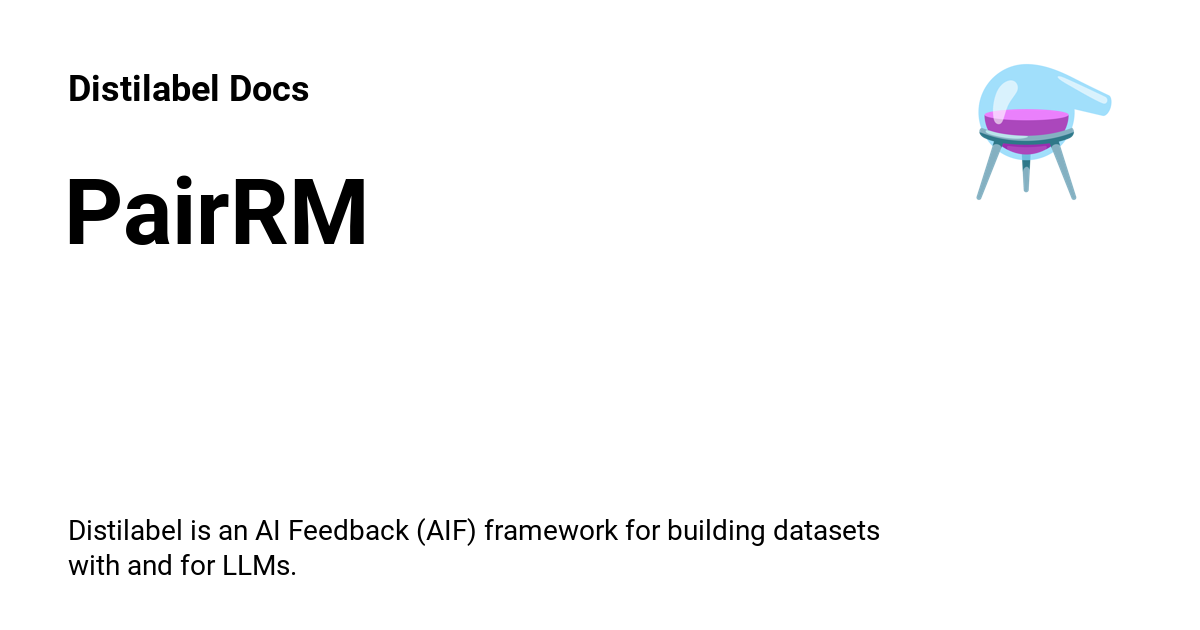 Distilabel Docs
PairRM
Distilabel is an AI Feedback (AIF) framework for building datasets
with and for LLMs.